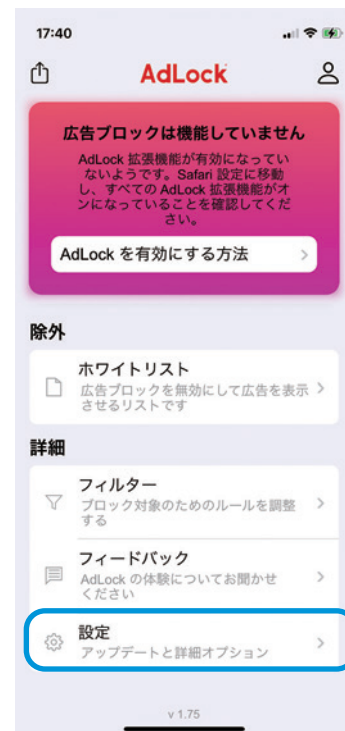 17:40
AdLock
広告ブロックは機能していません
AdLock 拡張機能が有効になってい
ないようです。Safari 設定に移動
し、すべての AdLock 拡張機能がオ
ンになっていることを確認してくだ
さい。
AdLock を有効にする方法
除外
ホワイトリスト
広告ブロックを無効にして広告を表示
させるリストです
詳細
フィルター
ブロック対象のためのルールを調整
する
フィードバック
AdLock の体験についてお聞かせ
ください
設定
アップデートと詳細オプション
v 1.75